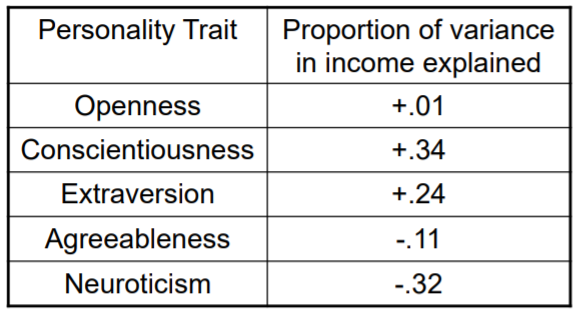 Personality Trait Proportion of variance
in income explained
Openness +.01
Conscientiousness +.34
Extraversion +.24
Agreeableness -.11
Neuroticism -.32